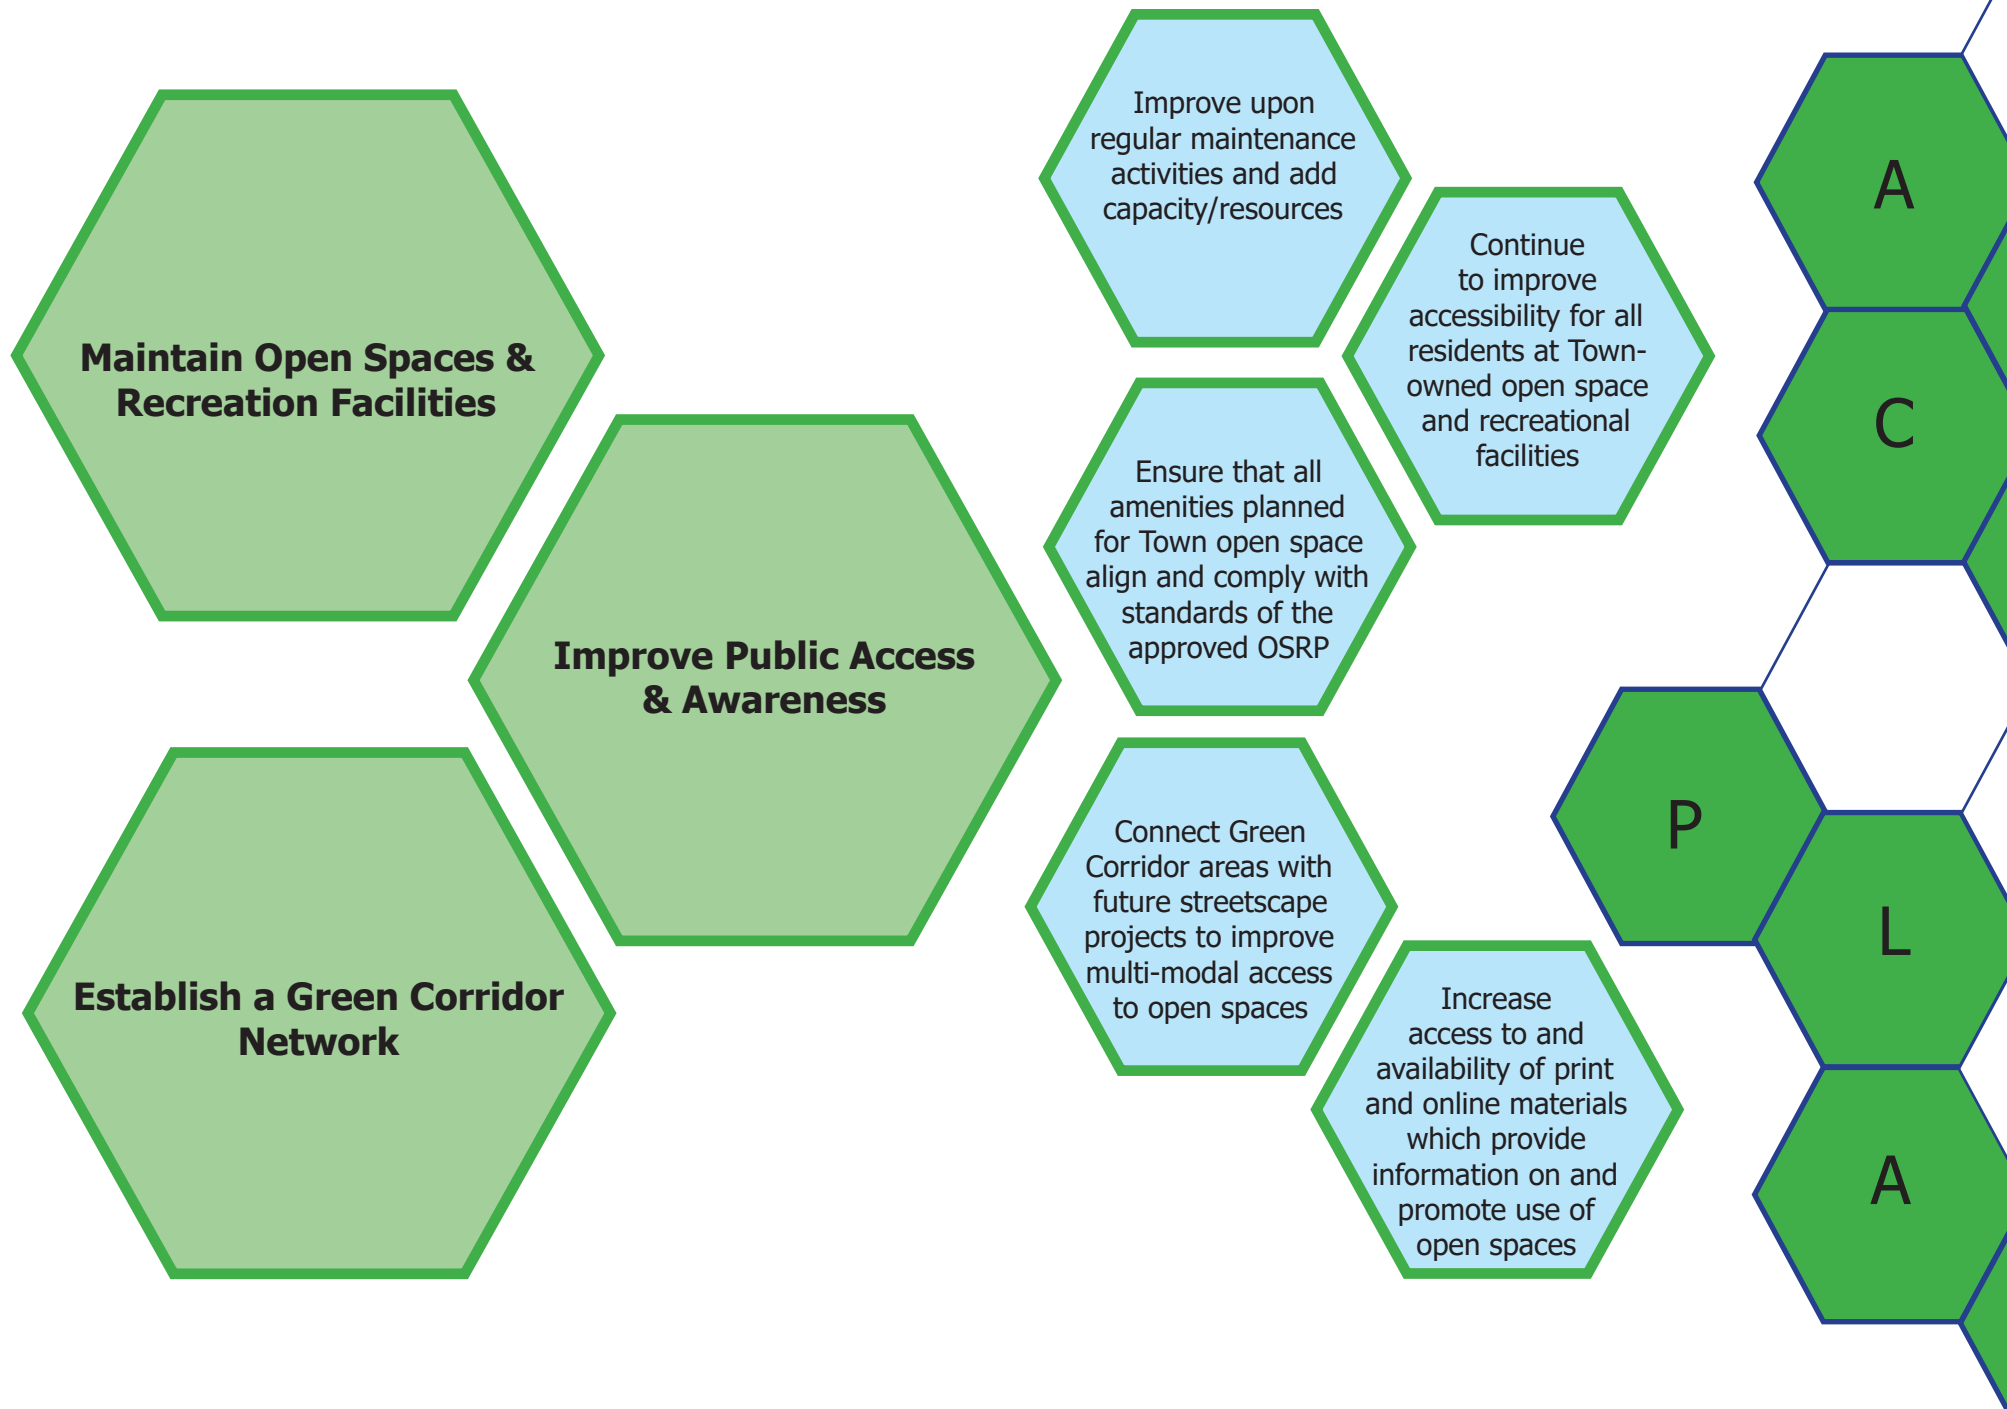 Maintain Open Spaces &
Recreation Facilities
Improve Public Access
& Awareness
Establish a Green Corridor
Network
Improve upon
regular maintenance
activities and add
capacity/resources
Continue
to improve
accessibility for all
residents at Town-
owned open space
and recreational
facilities
Ensure that all
amenities planned
for Town open space
align and comply with
standards of the
approved OSRP
Connect Green
Corridor areas with
future streetscape
projects to improve
multi-modal access
to open spaces
Increase
access to and
availability of print
and online materials
which provide
information on and
promote use of
open spaces
A
C
P
L
A